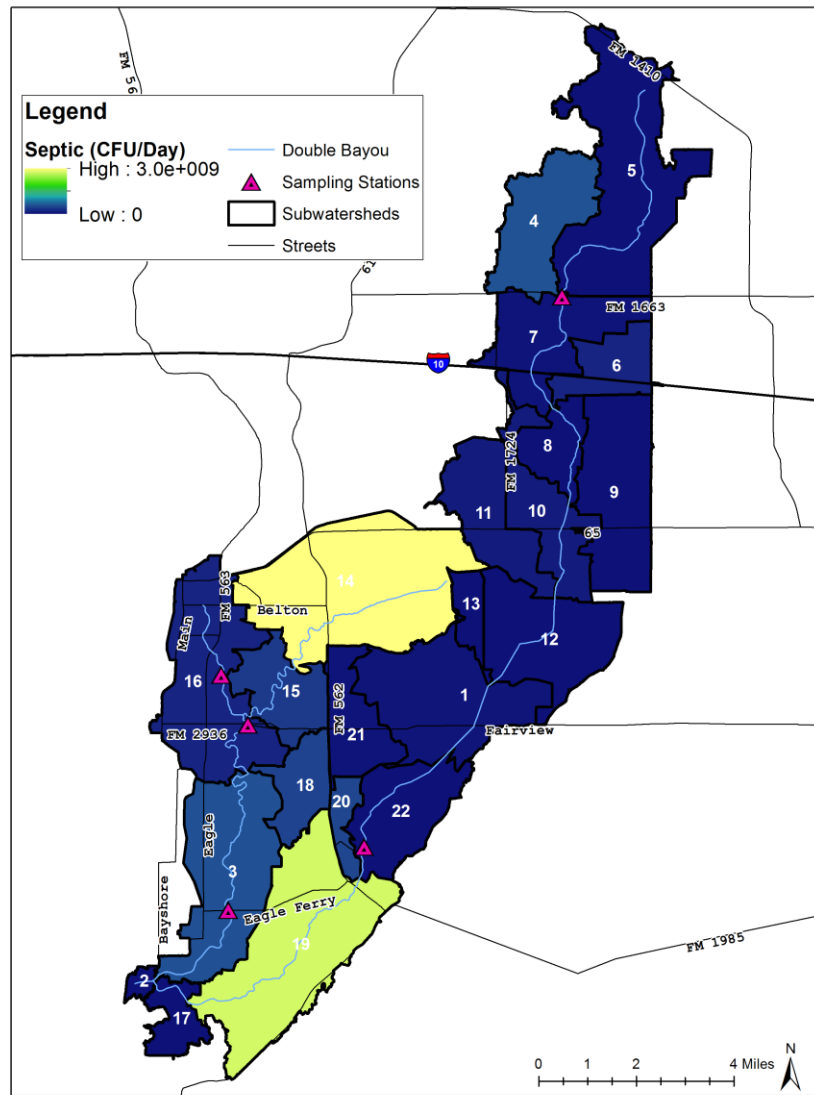 FM 1410
FM 56
Legend
Septic (CFU/Day)
High : 3.0e+009
Low : 0
Double Bayou
Sampling Stations
Subwatersheds
Streets
5
4
61
FM 1663
7
6
10
8
FM 1724
9
11
10
65
14
FM 563
Belton
13
Main
12
16
15
1
FM 562
FM 2936
21
Fairview
18
20
22
Eagle
3
Bayshore
Eagle Ferry
19
FM 1985
2
17
N
0 1 2 4 Miles